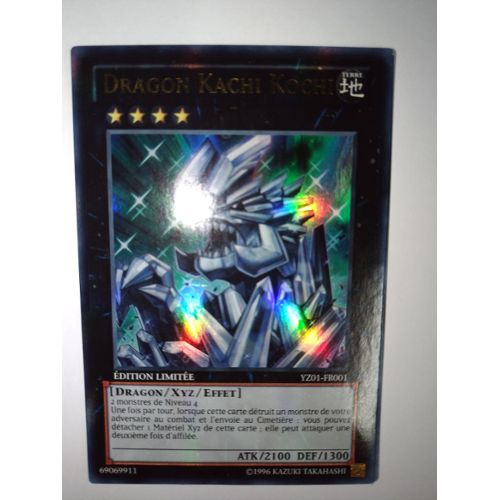 DRAGON KACHI KOCHI
TERRE
地
ÉDITION LIMITÉE
YZ01-FR001
[DRAGON/XYZ/EFFET]
2 monstres de Niveau 4
Une fois par tour, lorsque cette carte détruit un monstre de votre
adversaire au combat et l'envoie au Cimetière : vous pouvez
détacher 1 Matériel Xyz de cette carte ; elle peut attaquer une
deuxième fois d'affilée.
ATK/2100 DEF/1300
69069911
©1996 KAZUKI TAKAHASHI